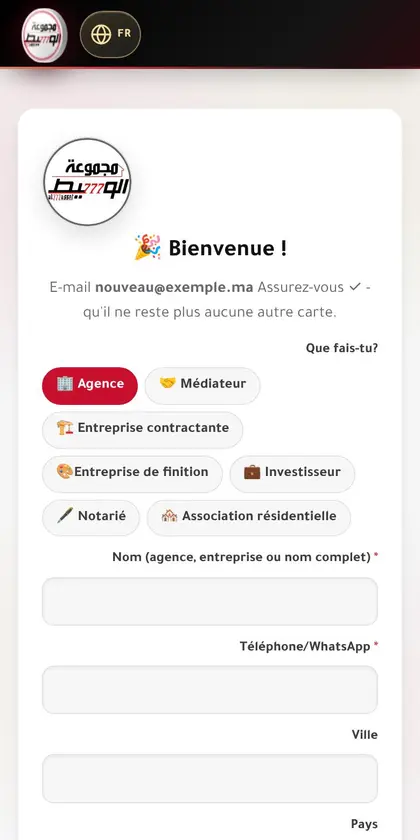 مجموعة
الوسيط
FR
مجموعة
الو777سيط
🎉 Bienvenue !
E-mail nouveau@exemple.ma Assurez-vous ✓ -
qu'il ne reste plus aucune autre carte.
Que fais-tu?
🏢 Agence
🤝 Médiateur
🏗️ Entreprise contractante
🎨Entreprise de finition
💼 Investisseur
🖋️ Notarié
🏘️ Association résidentielle
Nom (agence, entreprise ou nom complet) *
Téléphone/WhatsApp *
Ville
Pays